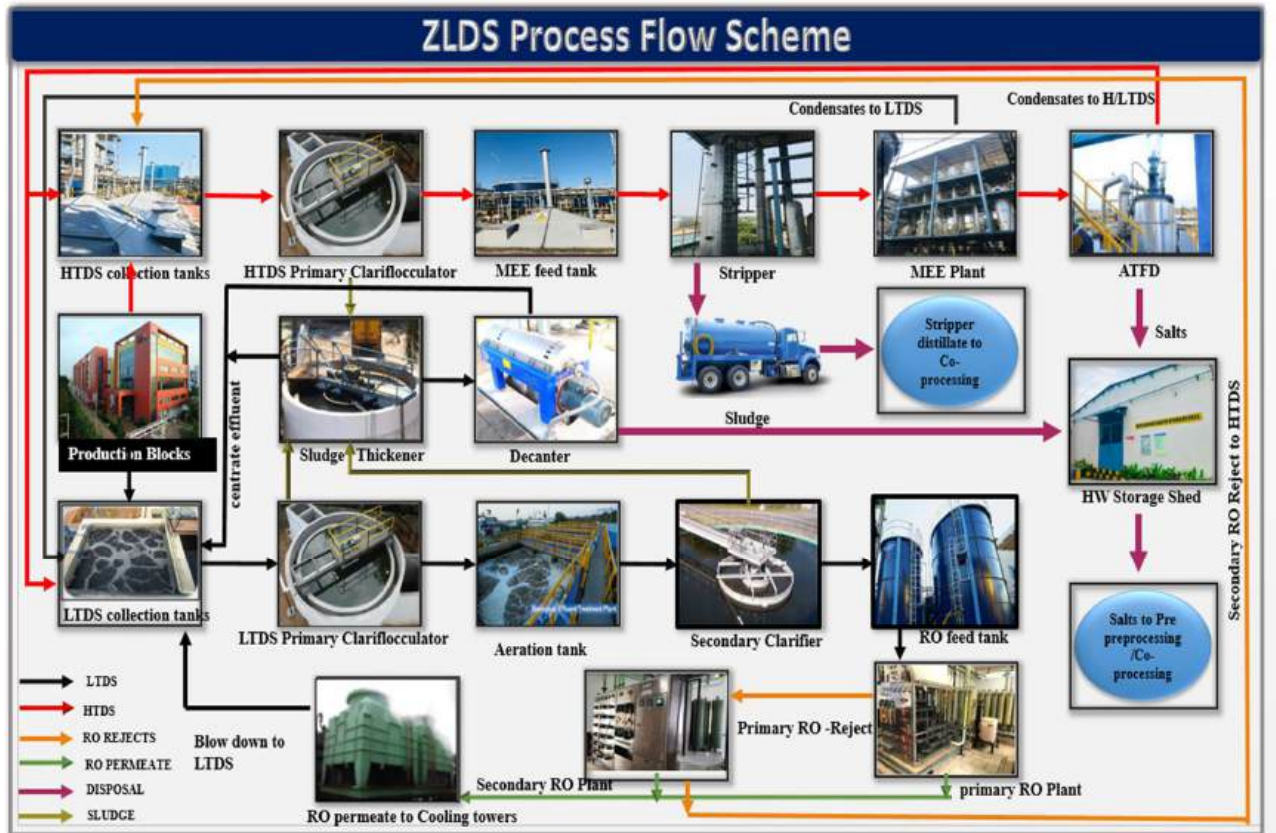 ZLDS Process Flow Scheme
Condensates to LTDS
Condensates to H/LTDS
HTDS collection tanks
HTDS Primary Clariflocculator
MEE feed tank
Stripper
MEE Plant
ATFD
Stripper
distillate to
Co-
processing
Salts
Sludge
Production Blocks
centrate effluent
Sludge Thickener
Decanter
HW Storage Shed
Secondary RO Reject to HTDS
LTDS collection tanks
LTDS Primary Clariflocculator
Aeration tank
Secondary Clarifier
RO feed tank
Salts to Pre
preprocessing
/Co-
processing
LTDS
HTDS
RO REJECTS
RO PERMEATE
DISPOSAL
SLUDGE
Blow down to
LTDS
RO permeate to Cooling towers
Secondary RO Plant
Primary RO -Reject
primary RO Plant